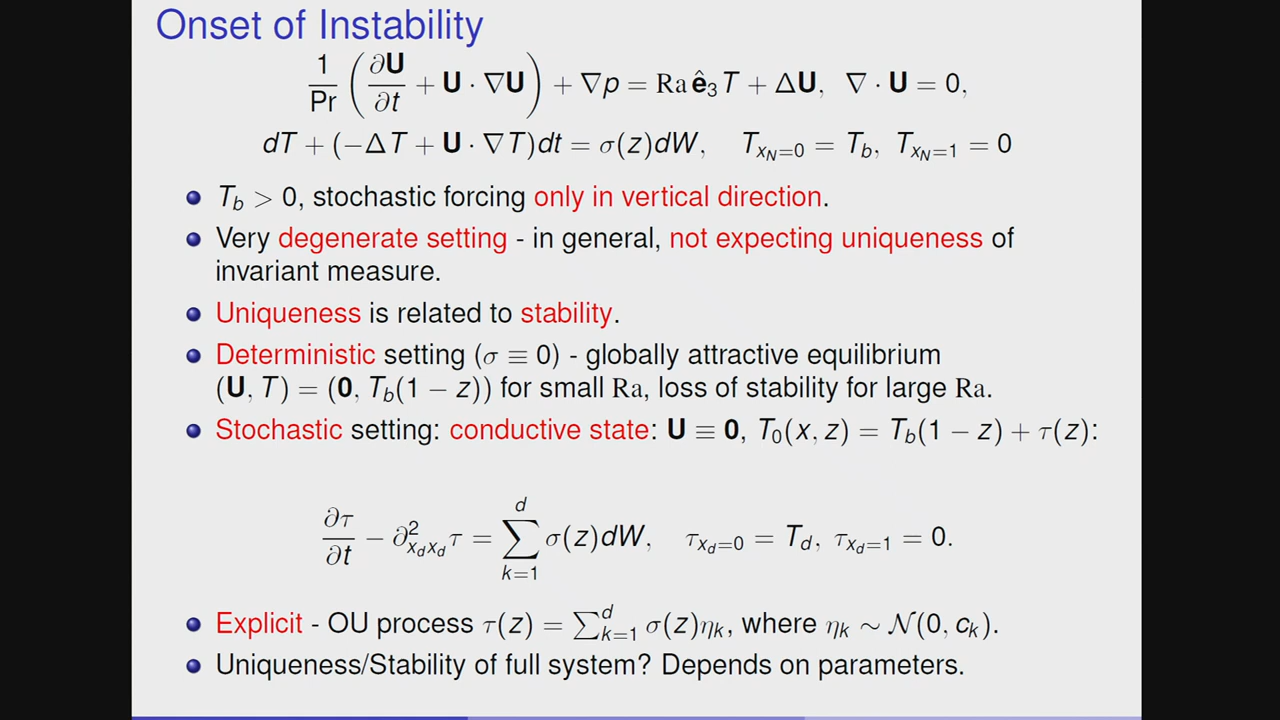 Onset of Instability
1/Pr (∂U/∂t + U · ∇U) + ∇p = Ra ê₃T + ΔU, ∇ · U = 0,
dT + (−ΔT + U · ∇T)dt = σ(z)dW, T_{x_N=0} = T_b, T_{x_N=1} = 0
T_b > 0, stochastic forcing only in vertical direction.
Very degenerate setting - in general, not expecting uniqueness of
invariant measure.
Uniqueness is related to stability.
Deterministic setting (σ ≡ 0) - globally attractive equilibrium
(U, T) = (0, T_b(1 − z)) for small Ra, loss of stability for large Ra.
Stochastic setting: conductive state: U ≡ 0, T₀(x, z) = T_b(1 − z) + τ(z):
∂τ/∂t − ∂²_{x_d x_d}τ = ∑_{k=1}^{d} σ(z)dW, τ_{x_d=0} = T_d, τ_{x_d=1} = 0.
Explicit - OU process τ(z) = ∑_{k=1}^{d} σ(z)η_k, where η_k ∼ N(0, c_k).
Uniqueness/Stability of full system? Depends on parameters.